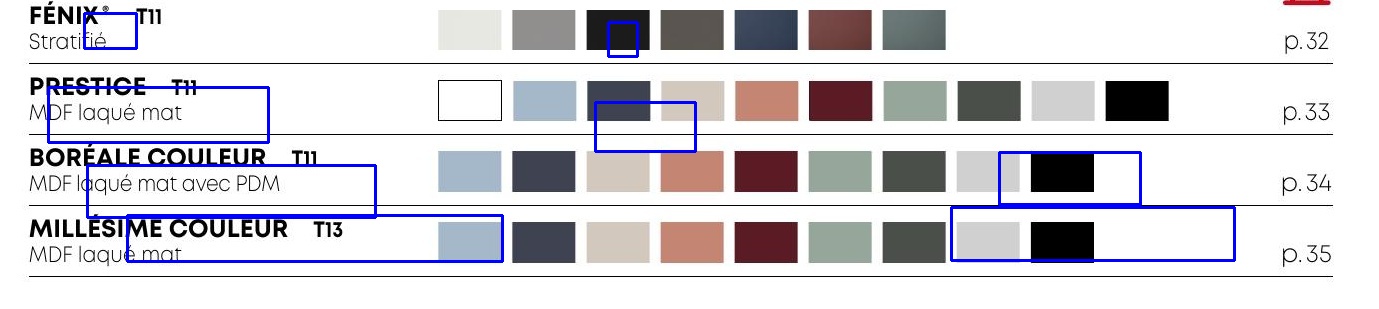 FÉNIX® T11
Stratifié
p.32
PRESTIGE T11
MDF laqué mat
p.33
BORÉALE COULEUR T11
MDF laqué mat avec PDM
p.34
MILLÉSIME COULEUR T13
MDF laqué mat
p.35